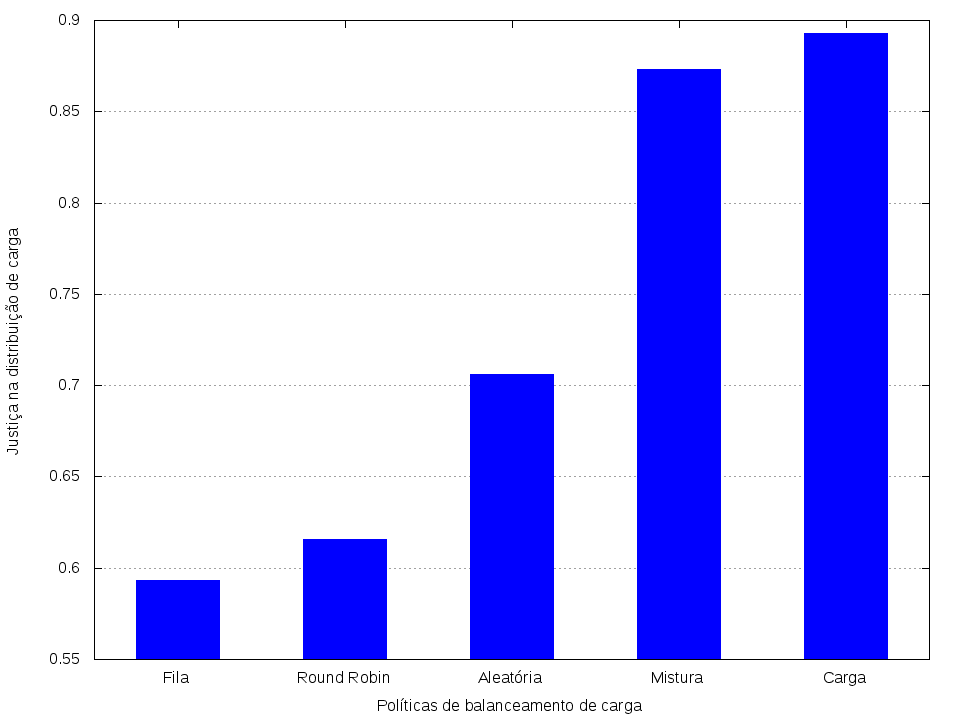 0.9
0.85
0.8
0.75
0.7
0.65
0.6
0.55
Justiça na distribuição de carga
Fila Round Robin Aleatória Mistura Carga
Políticas de balanceamento de carga